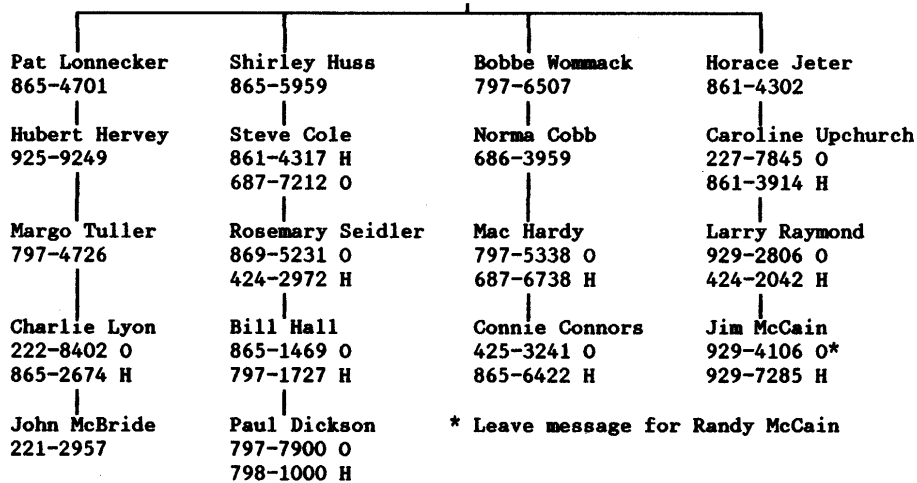 Pat Lonnecker
865-4701
Hubert Hervey
925-9249
Margo Tuller
797-4726
Charlie Lyon
222-8402 O
865-2674 H
John McBride
221-2957
Shirley Huss
865-5959
Steve Cole
861-4317 H
687-7212 O
Rosemary Seidler
869-5231 O
424-2972 H
Bill Hall
865-1469 O
797-1727 H
Paul Dickson
797-7900 O
798-1000 H
Bobbe Wommack
797-6507
Norma Cobb
686-3959
Mac Hardy
797-5338 O
687-6738 H
Connie Connors
425-3241 O
865-6422 H
Horace Jeter
861-4302
Caroline Upchurch
227-7845 O
861-3914 H
Larry Raymond
929-2806 O
424-2042 H
Jim McCain
929-4106 O*
929-7285 H
* Leave message for Randy McCain